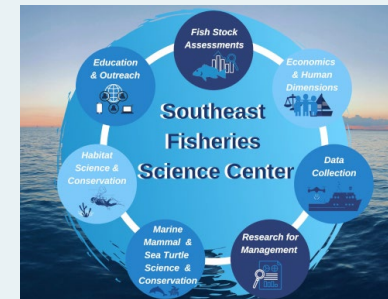 Fish Stock
Assessments
Education
& Outreach
Economics
& Human
Dimensions
Southeast
Fisheries
Science Center
Habitat
Science &
Conservation
Data
Collection
Marine
Mammal &
Sea Turtle
Science &
Conservation
Research for
Management